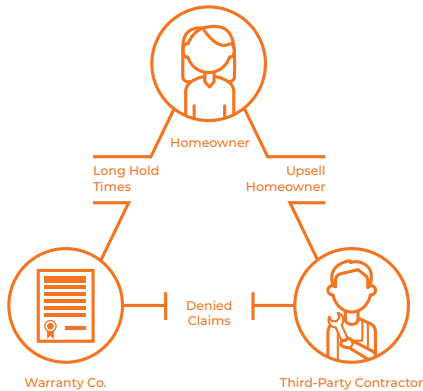 Homeowner
Long Hold
Times
Upsell
Homeowner
Denied
Claims
Warranty Co.
Third-Party Contractor